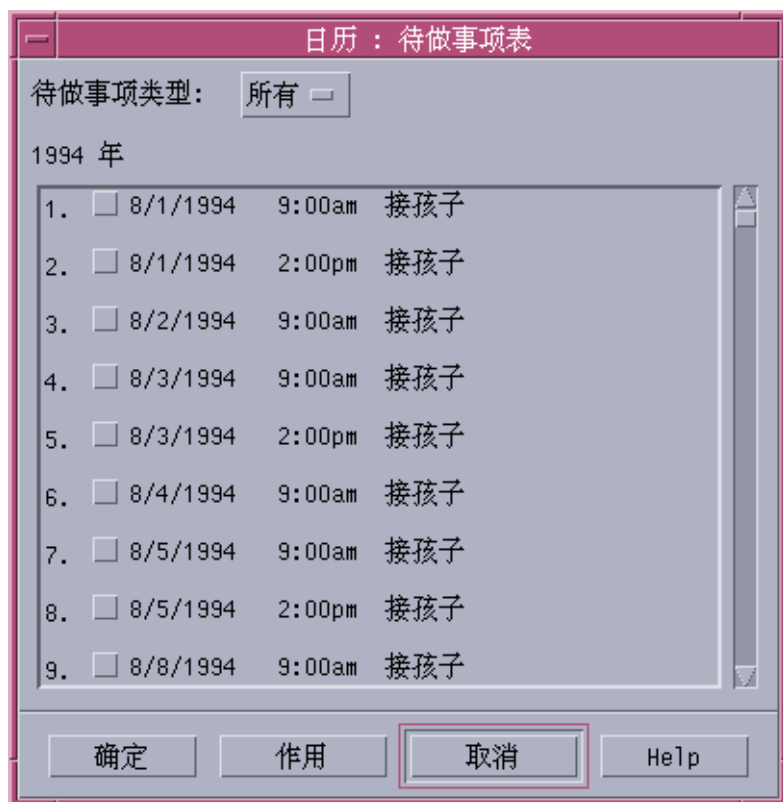 日历 : 待做事项表
待做事项类型: 所有
1994 年
1. 8/1/1994 9:00am 接孩子
2. 8/1/1994 2:00pm 接孩子
3. 8/2/1994 9:00am 接孩子
4. 8/3/1994 9:00am 接孩子
5. 8/3/1994 2:00pm 接孩子
6. 8/4/1994 9:00am 接孩子
7. 8/5/1994 9:00am 接孩子
8. 8/5/1994 2:00pm 接孩子
9. 8/8/1994 9:00am 接孩子
确定 作用 取消 Help